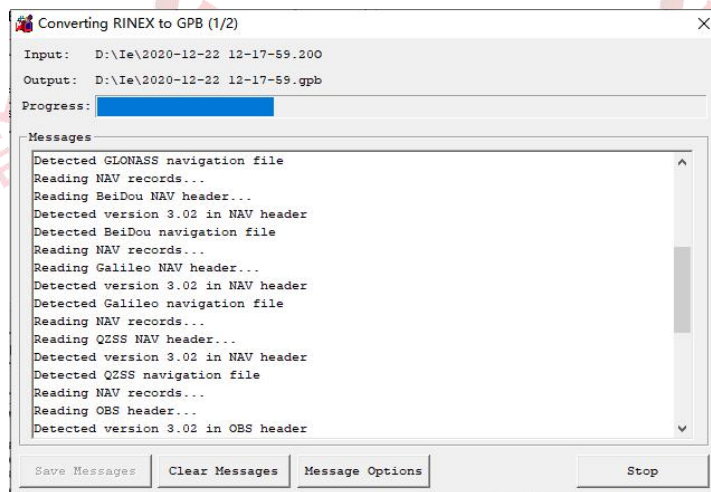 Converting RINEX to GPB (1/2)
Input: D:\Ie\2020-12-22 12-17-59.20O
Output: D:\Ie\2020-12-22 12-17-59.gpb
Progress:
Messages
Detected GLONASS navigation file
Reading NAV records...
Reading BeiDou NAV header...
Detected version 3.02 in NAV header
Detected BeiDou navigation file
Reading NAV records...
Reading Galileo NAV header...
Detected version 3.02 in NAV header
Detected Galileo navigation file
Reading NAV records...
Reading QZSS NAV header...
Detected version 3.02 in NAV header
Detected QZSS navigation file
Reading NAV records...
Reading OBS header...
Detected version 3.02 in OBS header
Save Messages Clear Messages Message Options Stop